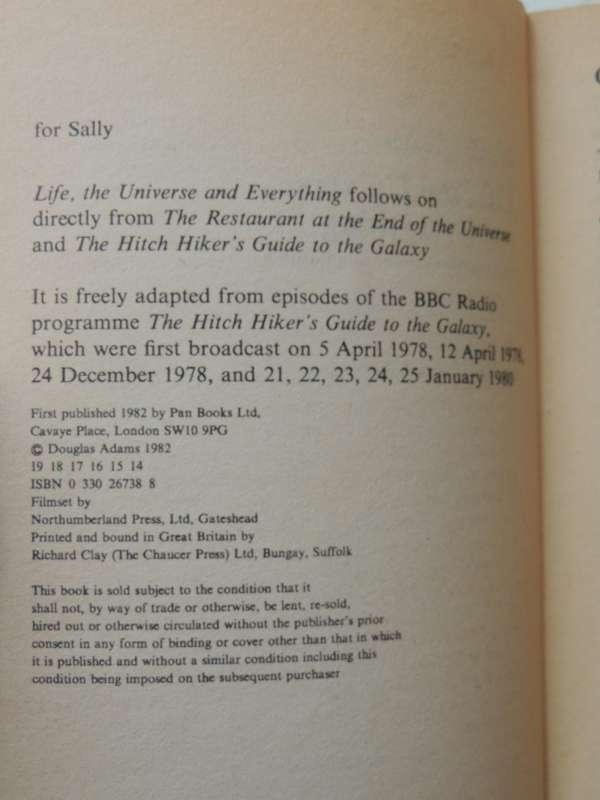 for Sally
Life, the Universe and Everything follows on
directly from The Restaurant at the End of the Universe
and The Hitch Hiker's Guide to the Galaxy
It is freely adapted from episodes of the BBC Radio
programme The Hitch Hiker's Guide to the Galaxy,
which were first broadcast on 5 April 1978, 12 April 1978,
24 December 1978, and 21, 22, 23, 24, 25 January 1980
First published 1982 by Pan Books Ltd,
Cavaye Place, London SW10 9PG
© Douglas Adams 1982
19 18 17 16 15 14
ISBN 0 330 26738 8
Filmset by
Northumberland Press, Ltd, Gateshead
Printed and bound in Great Britain by
Richard Clay (The Chaucer Press) Ltd, Bungay, Suffolk
This book is sold subject to the condition that it
shall not, by way of trade or otherwise, be lent, re-sold,
hired out or otherwise circulated without the publisher's prior
consent in any form of binding or cover other than that in which
it is published and without a similar condition including this
condition being imposed on the subsequent purchaser